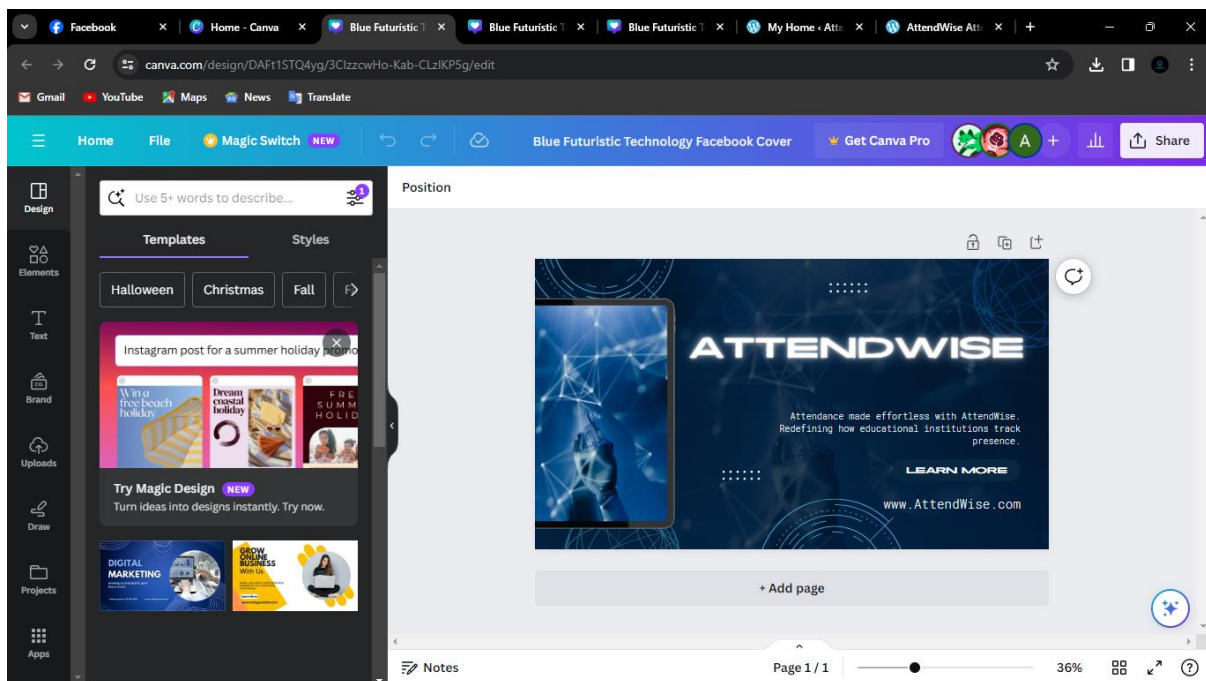 Facebook
Home - Canva
Blue Futuristic T
Blue Futuristic T
Blue Futuristic T
My Home ‹ Atte
AttendWise Atte
canva.com/design/DAFt1STQ4yg/3CIzzcwHo-Kab-CLzIKP5g/edit
Gmail
YouTube
Maps
News
Translate
Home
File
Magic Switch
NEW
Blue Futuristic Technology Facebook Cover
Get Canva Pro
A
Share
Design
Elements
Text
Brand
Uploads
Draw
Projects
Apps
Use 5+ words to describe...
1
Templates
Styles
Halloween
Christmas
Fall
F
Instagram post for a summer holiday promo
Win a
free beach
holiday
Dream
coastal
holiday
FRE
SUMM
HOLID
Try Magic Design NEW
Turn ideas into designs instantly. Try now.
DIGITAL
MARKETING
GROW
ONLINE
BUSINESS
With Us
Position
ATTENDWISE
Attendance made effortless with AttendWise.
Redefining how educational institutions track
presence.
LEARN MORE
www.AttendWise.com
+ Add page
Notes
Page 1 / 1
36%